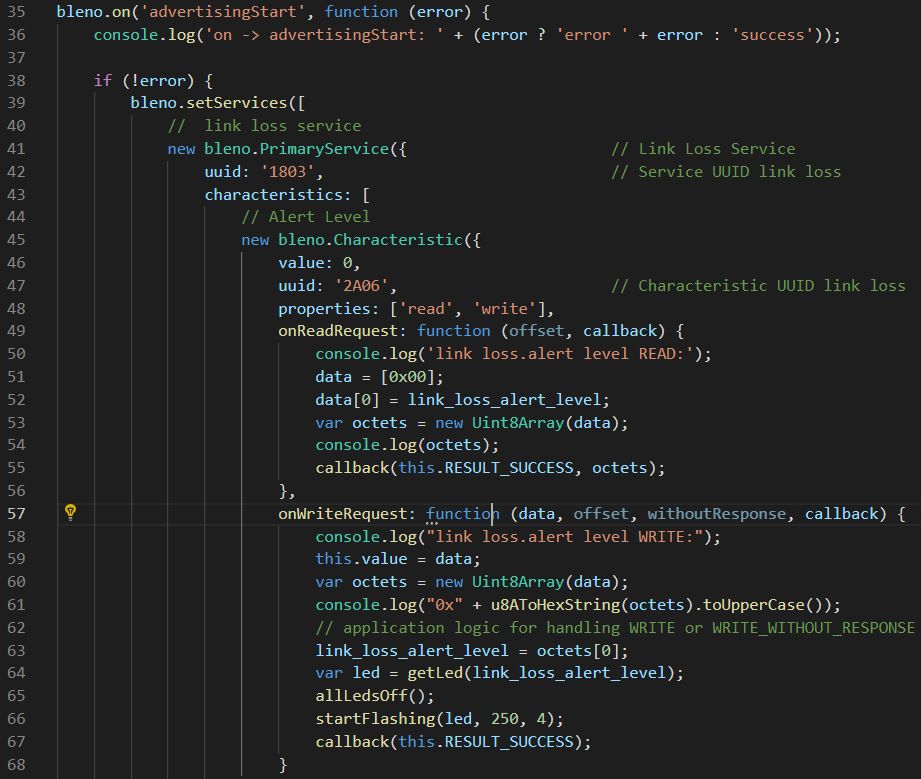 35 bleno.on('advertisingStart', function (error) {
36 console.log('on -> advertisingStart: ' + (error ? 'error ' + error : 'success'));
37
38 if (!error) {
39 bleno.setServices([
40 // link loss service
41 new bleno.PrimaryService({ // Link Loss Service
42 uuid: '1803', // Service UUID link loss
43 characteristics: [
44 // Alert Level
45 new bleno.Characteristic({
46 value: 0,
47 uuid: '2A06', // Characteristic UUID link loss
48 properties: ['read', 'write'],
49 onReadRequest: function (offset, callback) {
50 console.log('link loss.alert level READ:');
51 data = [0x00];
52 data[0] = link_loss_alert_level;
53 var octets = new Uint8Array(data);
54 console.log(octets);
55 callback(this.RESULT_SUCCESS, octets);
56 },
57 onWriteRequest: function (data, offset, withoutResponse, callback) {
58 console.log("link loss.alert level WRITE:");
59 this.value = data;
60 var octets = new Uint8Array(data);
61 console.log("0x" + u8AToHexString(octets).toUpperCase());
62 // application logic for handling WRITE or WRITE_WITHOUT_RESPONSE
63 link_loss_alert_level = octets[0];
64 var led = getLed(link_loss_alert_level);
65 allLedsOff();
66 startFlashing(led, 250, 4);
67 callback(this.RESULT_SUCCESS);
68 }